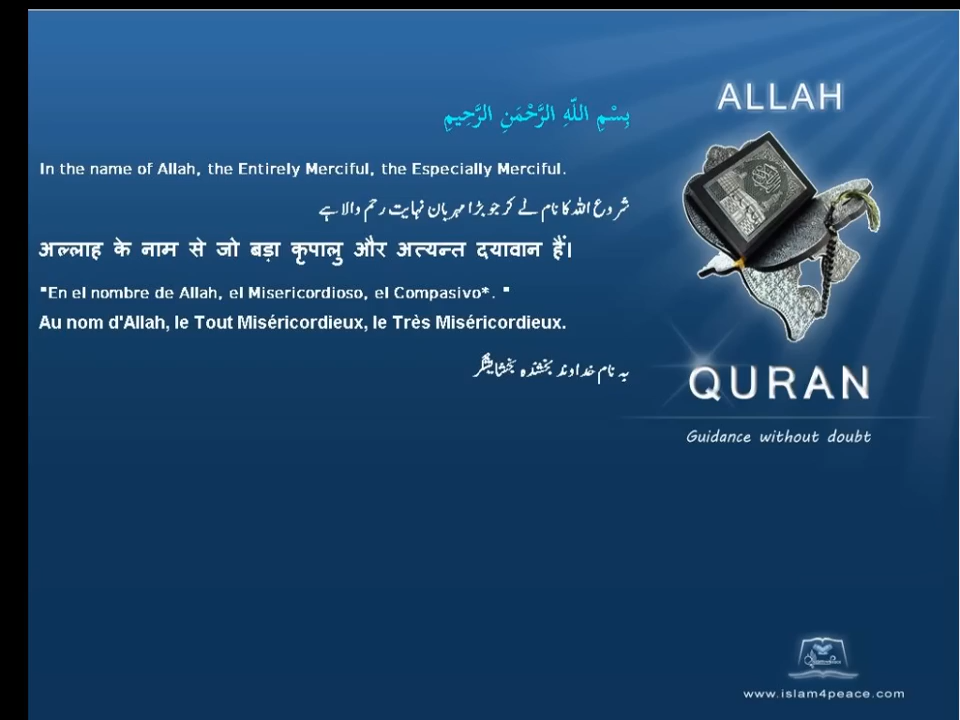 بِسْمِ اللَّهِ الرَّحْمَنِ الرَّحِيمِ
In the name of Allah, the Entirely Merciful, the Especially Merciful.
شروع الله کا نام لے کر جو بڑا مہربان نہایت رحم والا ہے
अल्लाह के नाम से जो बड़ा कृपालु और अत्यन्त दयावान हैं।
"En el nombre de Allah, el Misericordioso, el Compasivo*. "
Au nom d'Allah, le Tout Miséricordieux, le Très Miséricordieux.
به نام خداوند بخشنده بخشایشگر
ALLAH
QURAN
Guidance without doubt
www.islam4peace.com